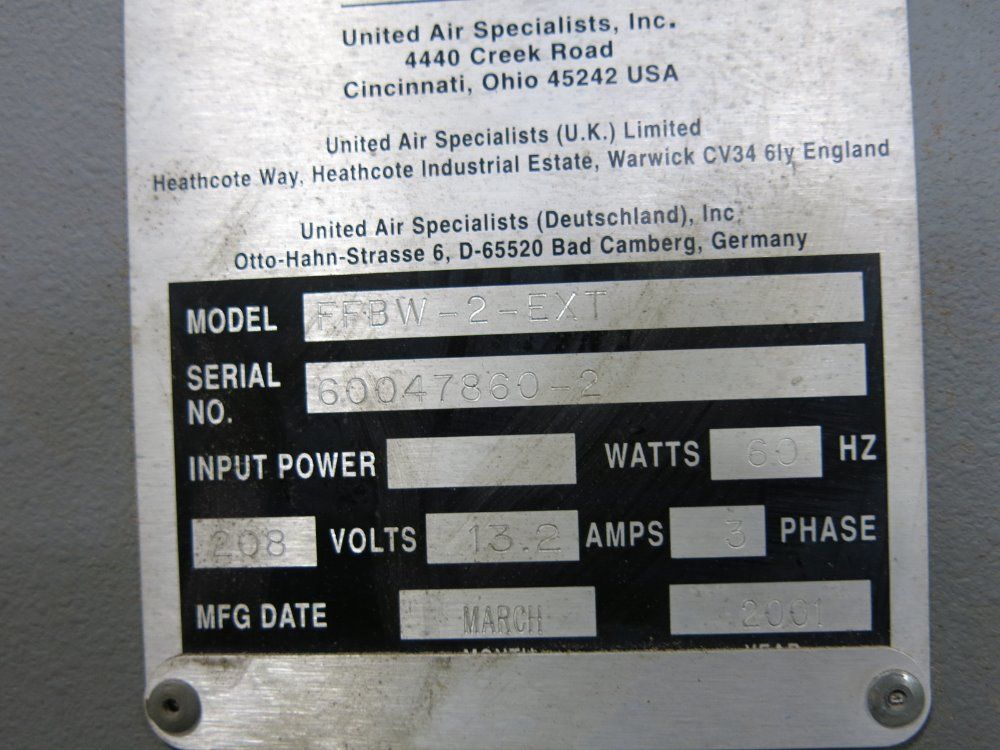 United Air Specialists, Inc.
4440 Creek Road
Cincinnati, Ohio 45242 USA
United Air Specialists (U.K.) Limited
Heathcote Way, Heathcote Industrial Estate, Warwick CV34 6ly England
United Air Specialists (Deutschland), Inc
Otto-Hahn-Strasse 6, D-65520 Bad Camberg, Germany
MODEL FFBW-2-EXT
SERIAL NO. 60047860-2
INPUT POWER WATTS 60 HZ
208 VOLTS 13.2 AMPS 3 PHASE
MFG DATE MARCH 2001
MONTH YEAR